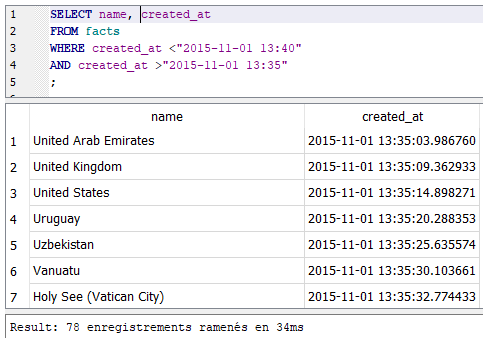 1 SELECT name, created_at
2 FROM facts
3 WHERE created_at <"2015-11-01 13:40"
4 AND created_at >"2015-11-01 13:35"
5 ;
name created_at
1 United Arab Emirates 2015-11-01 13:35:03.986760
2 United Kingdom 2015-11-01 13:35:09.362933
3 United States 2015-11-01 13:35:14.898271
4 Uruguay 2015-11-01 13:35:20.288353
5 Uzbekistan 2015-11-01 13:35:25.635574
6 Vanuatu 2015-11-01 13:35:30.103661
7 Holy See (Vatican City) 2015-11-01 13:35:32.774433
Result: 78 enregistrements ramenés en 34ms